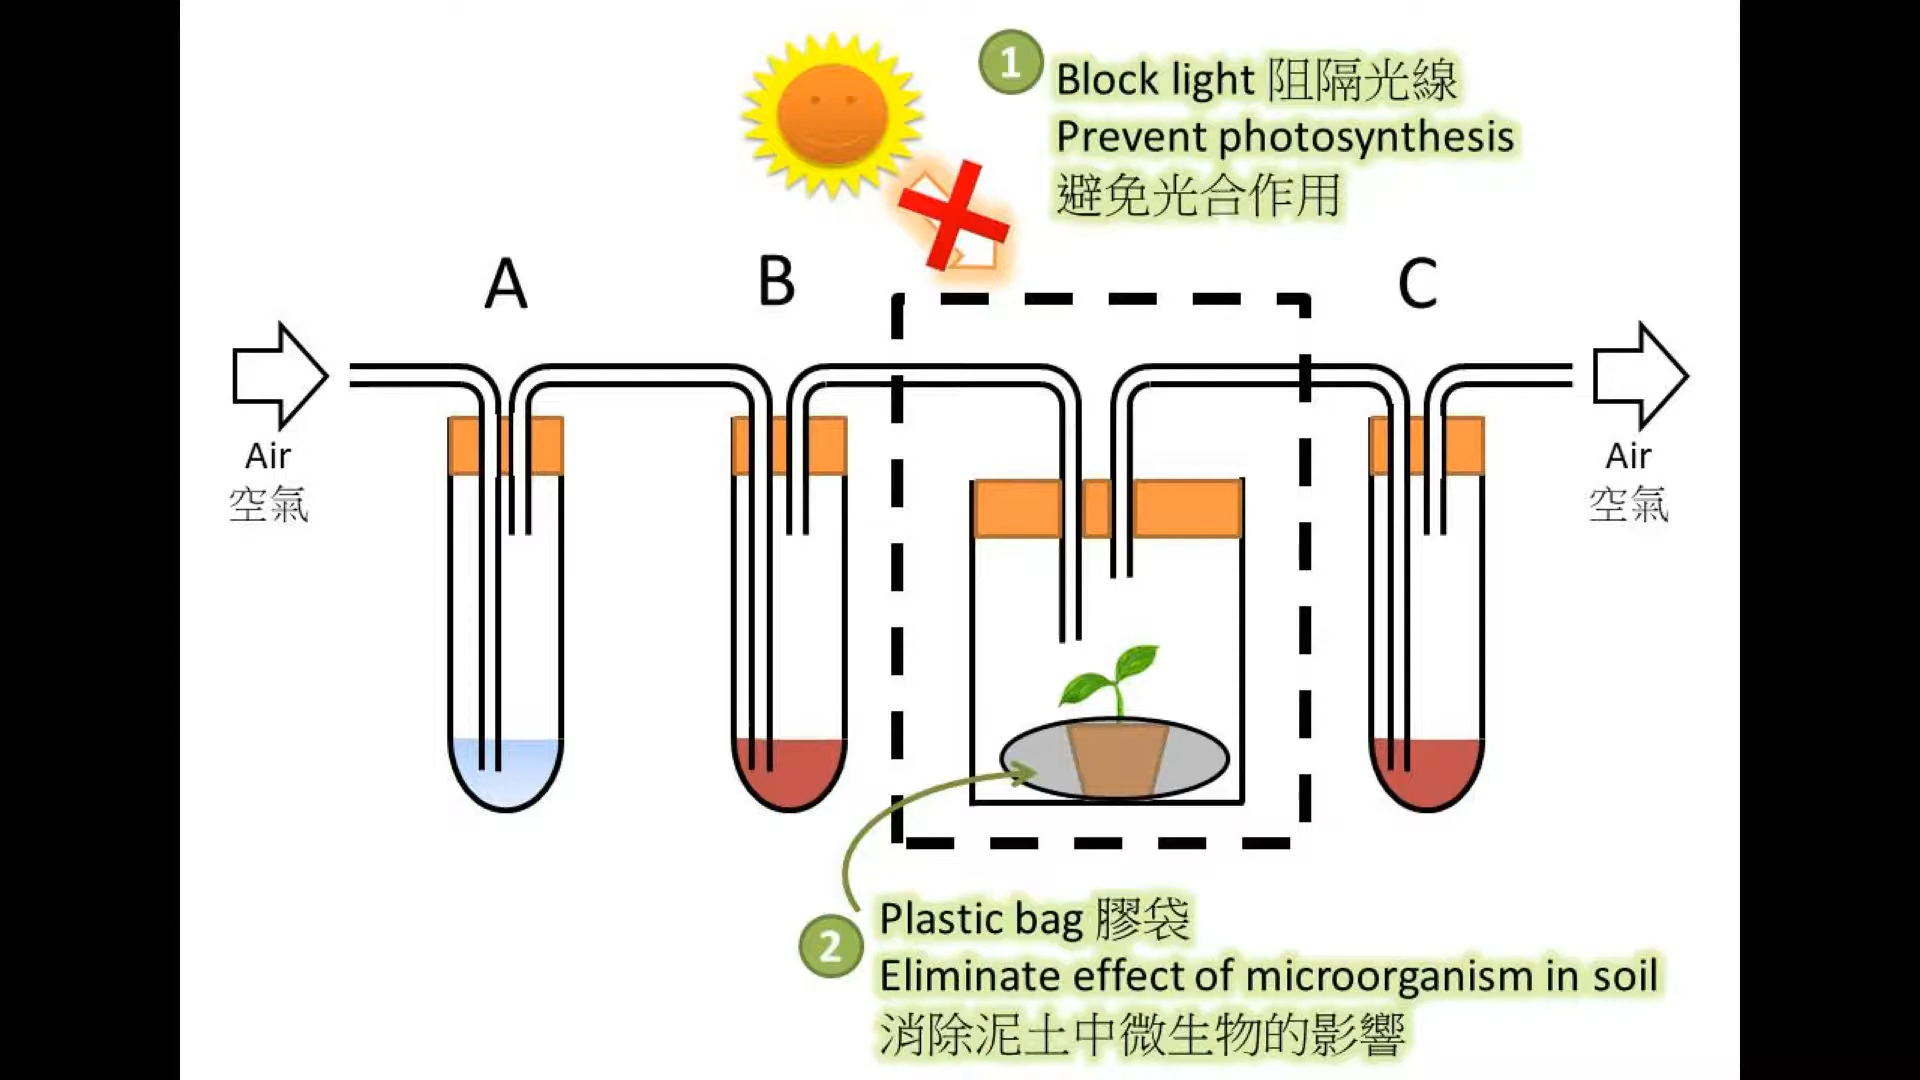 1
Block light 阻隔光線
Prevent photosynthesis
避免光合作用
A
B
C
Air
空氣
Air
空氣
2
Plastic bag 膠袋
Eliminate effect of microorganism in soil
消除泥土中微生物的影響